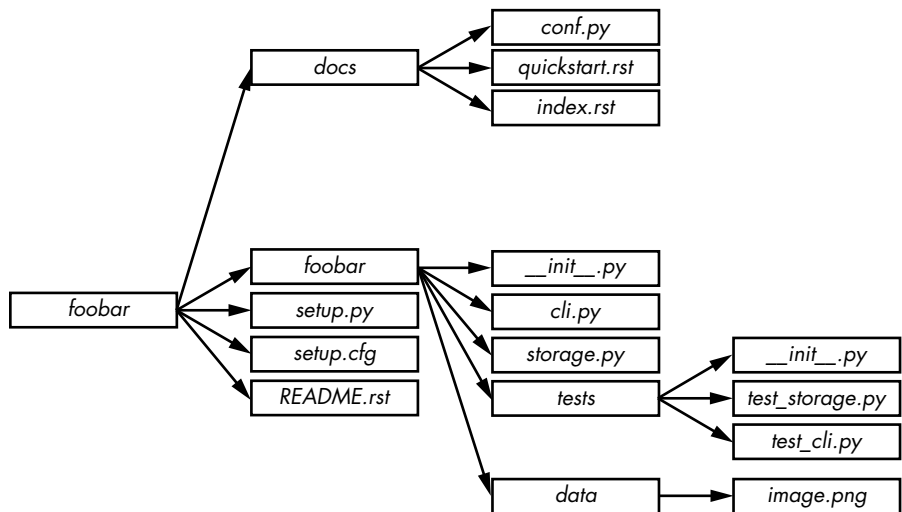 conf.py
docs
quickstart.rst
index.rst
foobar
__init__.py
foobar
setup.py
cli.py
setup.cfg
storage.py
__init__.py
README.rst
tests
test_storage.py
test_cli.py
data
image.png